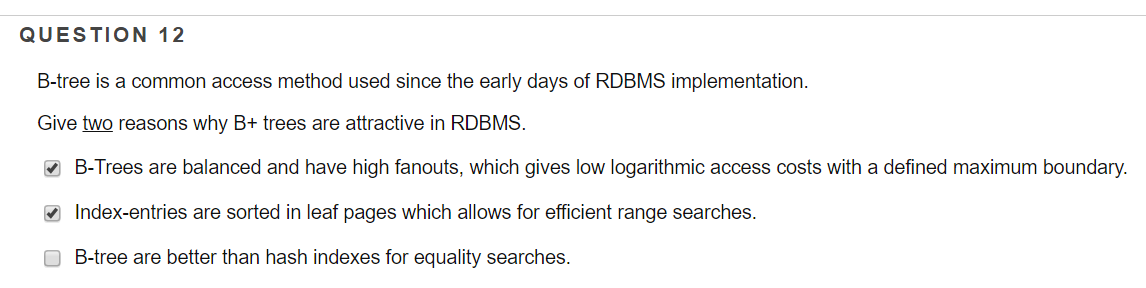 QUESTION 12
B-tree is a common access method used since the early days of RDBMS implementation.
Give two reasons why B+ trees are attractive in RDBMS.
B-Trees are balanced and have high fanouts, which gives low logarithmic access costs with a defined maximum boundary.
Index-entries are sorted in leaf pages which allows for efficient range searches.
B-tree are better than hash indexes for equality searches.